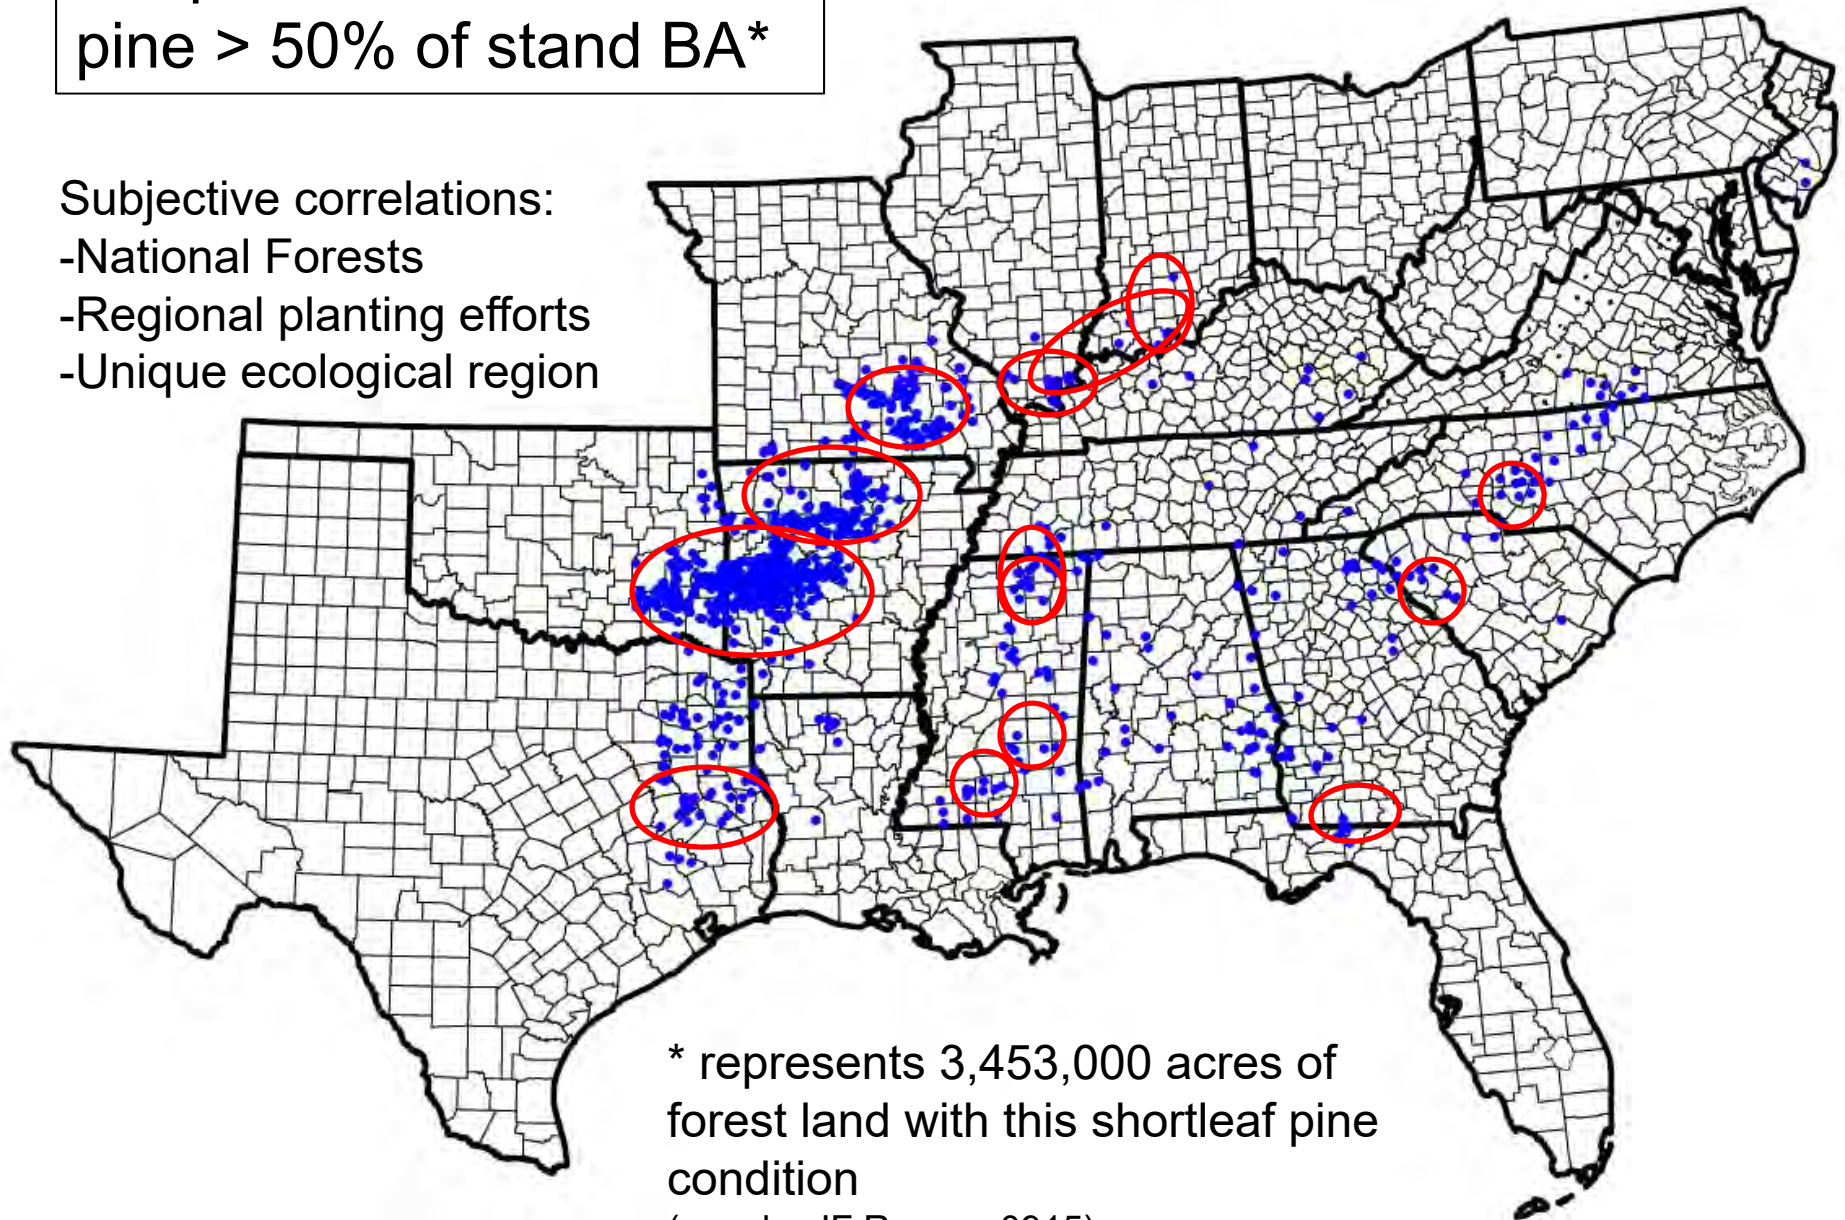 pine > 50% of stand BA*
Subjective correlations:
-National Forests
-Regional planting efforts
-Unique ecological region
* represents 3,453,000 acres of
forest land with this shortleaf pine
condition